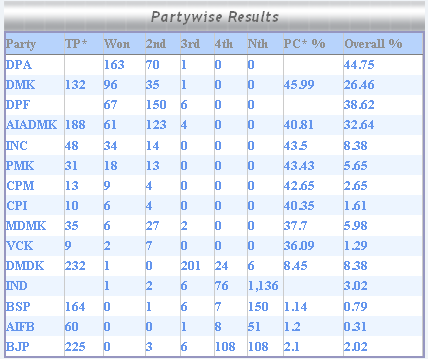 Partywise Results
Party TP* Won 2nd 3rd 4th Nth PC* % Overall %
DPA 163 70 1 0 0 44.75
DMK 132 96 35 1 0 0 45.99 26.46
DPF 67 150 6 0 0 38.62
AIADMK 188 61 123 4 0 0 40.81 32.64
INC 48 34 14 0 0 0 43.5 8.38
PMK 31 18 13 0 0 0 43.43 5.65
CPM 13 9 4 0 0 0 42.65 2.65
CPI 10 6 4 0 0 0 40.35 1.61
MDMK 35 6 27 2 0 0 37.7 5.98
VCK 9 2 7 0 0 0 36.09 1.29
DMDK 232 1 0 201 24 6 8.45 8.38
IND 1 2 6 76 1,136 3.02
BSP 164 0 1 6 7 150 1.14 0.79
AIFB 60 0 0 1 8 51 1.2 0.31
BJP 225 0 3 6 108 108 2.1 2.02